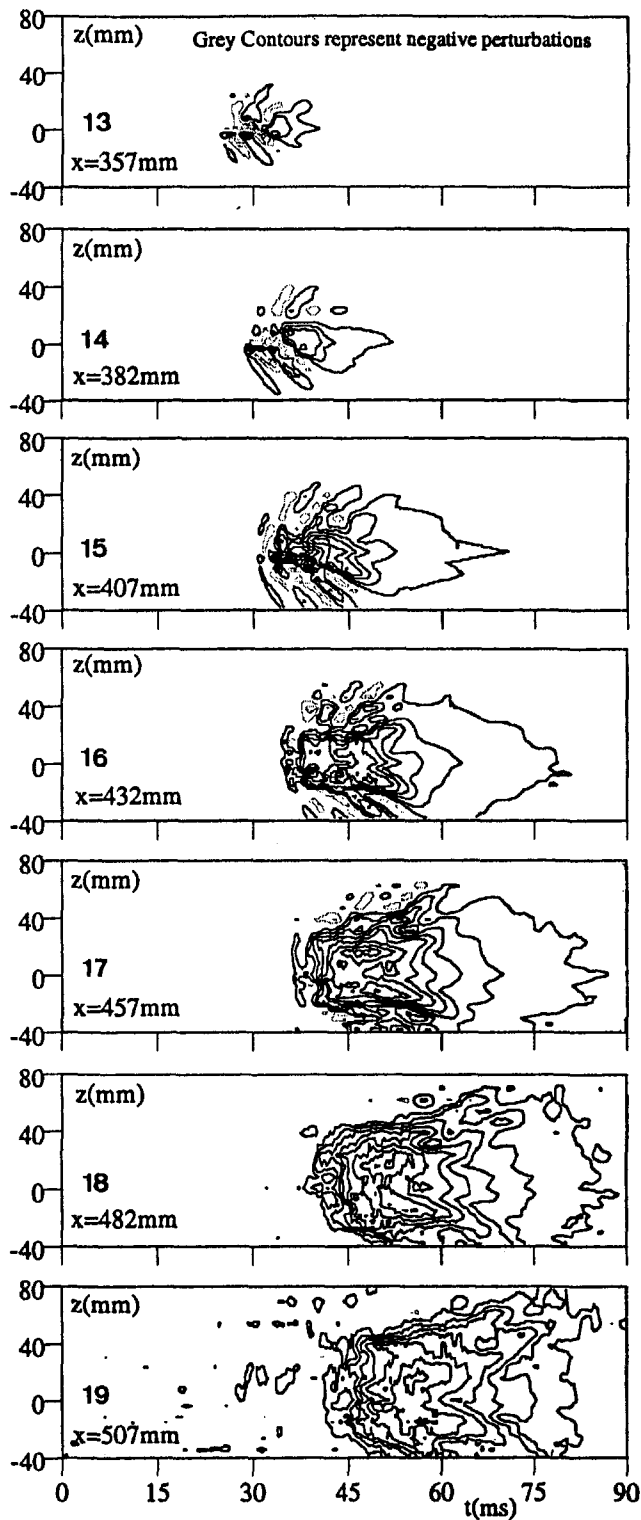 80
z(mm)
Grey Contours represent negative perturbations
40
0
13
x=357mm
-40
80
z(mm)
40
0
14
x=382mm
-40
80
z(mm)
40
0
15
x=407mm
-40
80
z(mm)
40
0
16
x=432mm
-40
80
z(mm)
40
0
17
x=457mm
-40
80
z(mm)
40
0
18
x=482mm
-40
80
z(mm)
40
0
19
x=507mm
-40
0 15 30 45 60 75 90
t(ms)